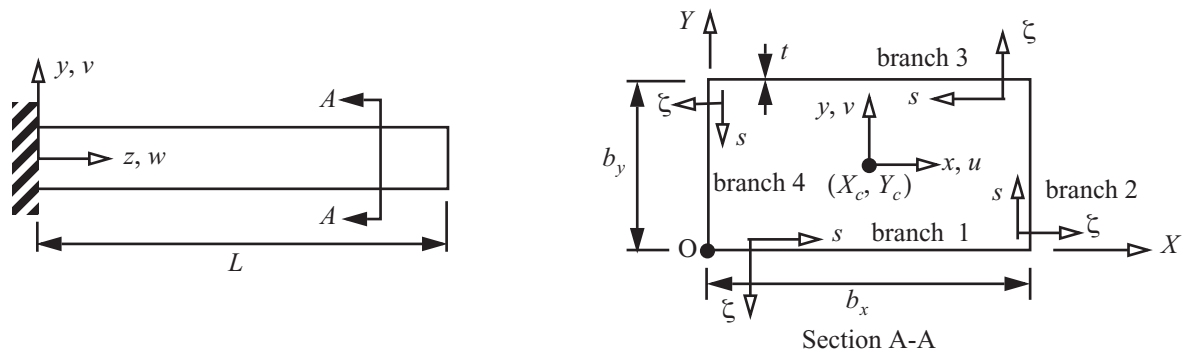 y, v
A
z, w
A
L
Y
t
branch 3
ζ
ζ
s
s
y, v
b_y
x, u
branch 4
(X_c, Y_c)
s
branch 2
O
s
branch 1
ζ
X
ζ
b_x
Section A-A